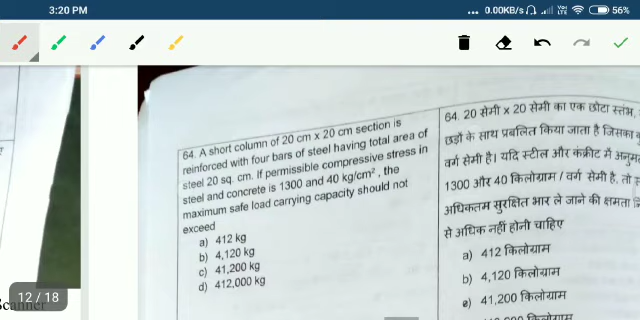 3:20 PM
0.00KB/s
56%
64. A short column of 20 cm x 20 cm section is
reinforced with four bars of steel having total area of
steel 20 sq. cm. If permissible compressive stress in
steel and concrete is 1300 and 40 kg/cm², the
maximum safe load carrying capacity should not
exceed
a) 412 kg
b) 4,120 kg
c) 41,200 kg
d) 412,000 kg
64. 20 सेमी x 20 सेमी का एक छोटा स्तंभ,
छड़ों के साथ प्रबलित किया जाता है जिसका
वर्ग सेमी है। यदि स्टील और कंक्रीट में
1300 और 40 किलोग्राम / वर्ग सेमी है, तो
अधिकतम सुरक्षित भार ले जाने की क्षमता
से अधिक नहीं होनी चाहिए
a) 412 किलोग्राम
b) 4,120 किलोग्राम
c) 41,200 किलोग्राम
12 / 18